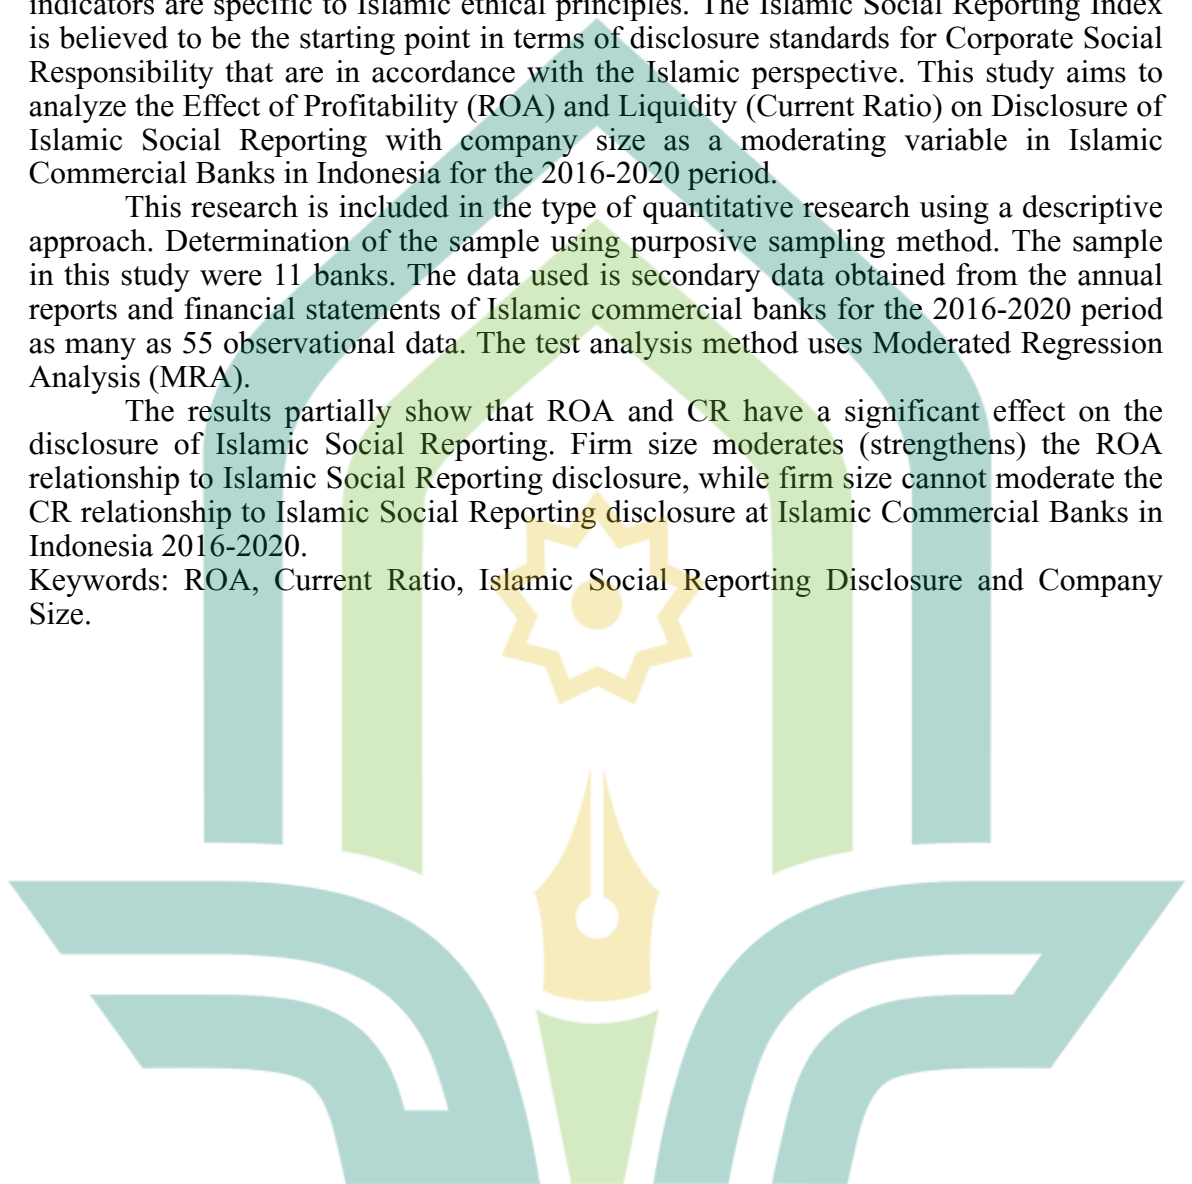 indicators are specific to Islamic ethical principles. The Islamic Social Reporting Index
is believed to be the starting point in terms of disclosure standards for Corporate Social
Responsibility that are in accordance with the Islamic perspective. This study aims to
analyze the Effect of Profitability (ROA) and Liquidity (Current Ratio) on Disclosure of
Islamic Social Reporting with company size as a moderating variable in Islamic
Commercial Banks in Indonesia for the 2016-2020 period.
This research is included in the type of quantitative research using a descriptive
approach. Determination of the sample using purposive sampling method. The sample
in this study were 11 banks. The data used is secondary data obtained from the annual
reports and financial statements of Islamic commercial banks for the 2016-2020 period
as many as 55 observational data. The test analysis method uses Moderated Regression
Analysis (MRA).
The results partially show that ROA and CR have a significant effect on the
disclosure of Islamic Social Reporting. Firm size moderates (strengthens) the ROA
relationship to Islamic Social Reporting disclosure, while firm size cannot moderate the
CR relationship to Islamic Social Reporting disclosure at Islamic Commercial Banks in
Indonesia 2016-2020.
Keywords: ROA, Current Ratio, Islamic Social Reporting Disclosure and Company
Size.